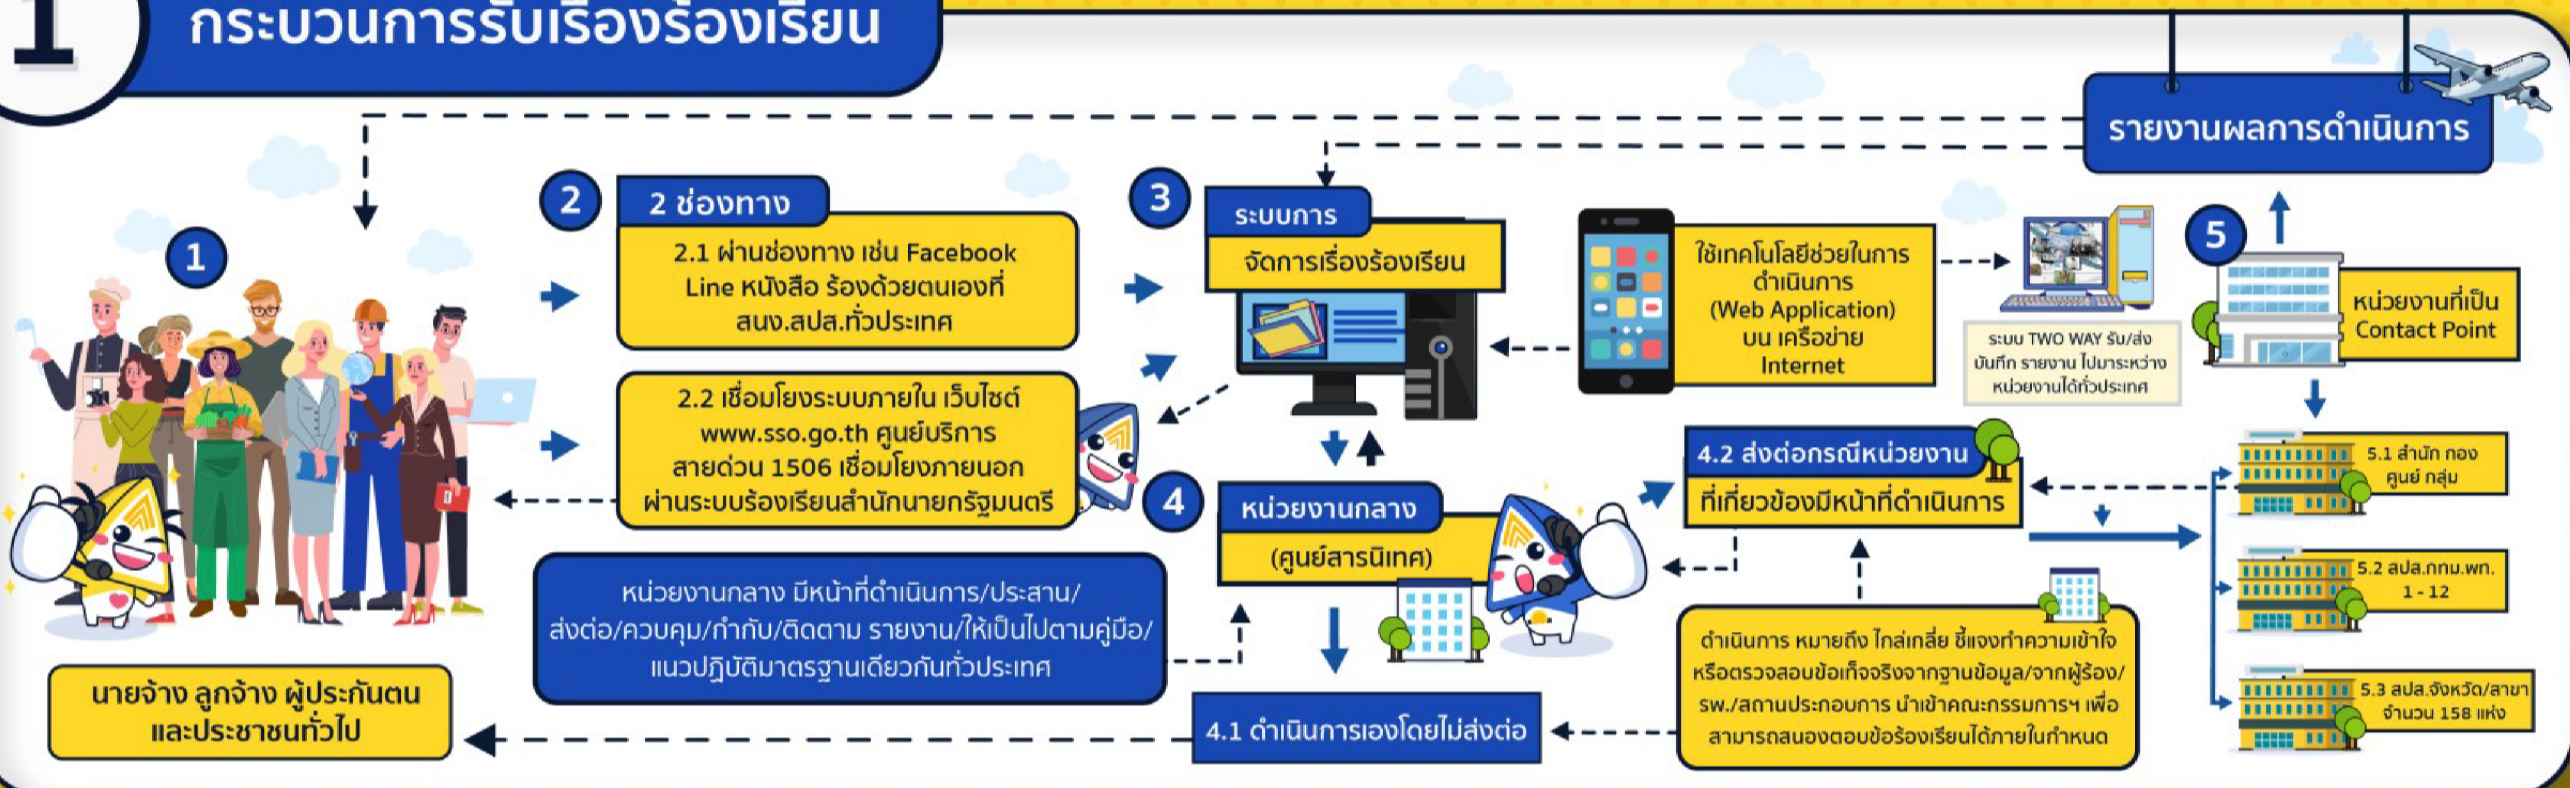 1
กระบวนการรับเรื่องร้องเรียน
รายงานผลการดำเนินการ
1
นายจ้าง ลูกจ้าง ผู้ประกันตน
และประชาชนทั่วไป
2
2 ช่องทาง
2.1 ผ่านช่องทาง เช่น Facebook
Line หนังสือ ร้องด้วยตนเองที่
สนง.สปส.ทั่วประเทศ
2.2 เชื่อมโยงระบบภายใน เว็บไซต์
www.sso.go.th ศูนย์บริการ
สายด่วน 1506 เชื่อมโยงภายนอก
ผ่านระบบร้องเรียนสำนักนายกรัฐมนตรี
3
ระบบการ
จัดการเรื่องร้องเรียน
ใช้เทคโนโลยีช่วยในการ
ดำเนินการ
(Web Application)
บน เครือข่าย
Internet
ระบบ TWO WAY รับ/ส่ง
บันทึก รายงาน ไปมาระหว่าง
หน่วยงานได้ทั่วประเทศ
4
หน่วยงานกลาง
(ศูนย์สารนิเทศ)
หน่วยงานกลาง มีหน้าที่ดำเนินการ/ประสาน/
ส่งต่อ/ควบคุม/กำกับ/ติดตาม รายงาน/ให้เป็นไปตามคู่มือ/
แนวปฏิบัติมาตรฐานเดียวกันทั่วประเทศ
4.1 ดำเนินการเองโดยไม่ส่งต่อ
4.2 ส่งต่อกรณีหน่วยงาน
ที่เกี่ยวข้องมีหน้าที่ดำเนินการ
ดำเนินการ หมายถึง ไกล่เกลี่ย ชี้แจงทำความเข้าใจ
หรือตรวจสอบข้อเท็จจริงจากฐานข้อมูล/จากผู้ร้อง/
รพ./สถานประกอบการ นำเข้าคณะกรรมการฯ เพื่อ
สามารถสนองตอบข้อร้องเรียนได้ภายในกำหนด
5
หน่วยงานที่เป็น
Contact Point
5.1 สำนัก กอง
ศูนย์ กลุ่ม
5.2 สปส.กทม.พท.
1 - 12
5.3 สปส.จังหวัด/สาขา
จำนวน 158 แห่ง